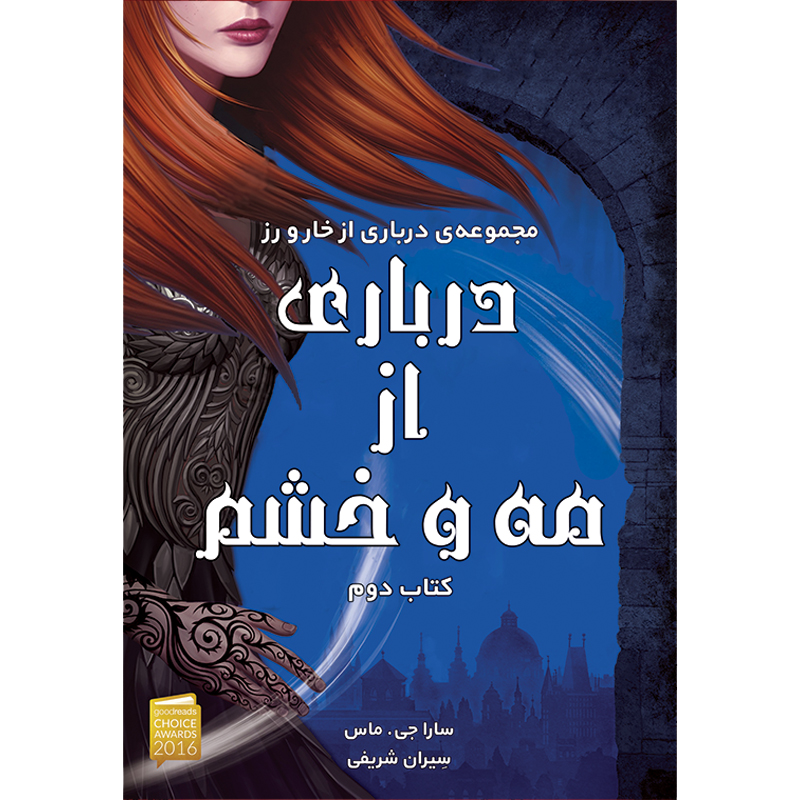 مجموعه‌ی درباری از خار و رز
درباری
از
مه و خشم
کتاب دوم
سارا جی. ماس
سِیران شریفی
goodreads
CHOICE
AWARDS
2016